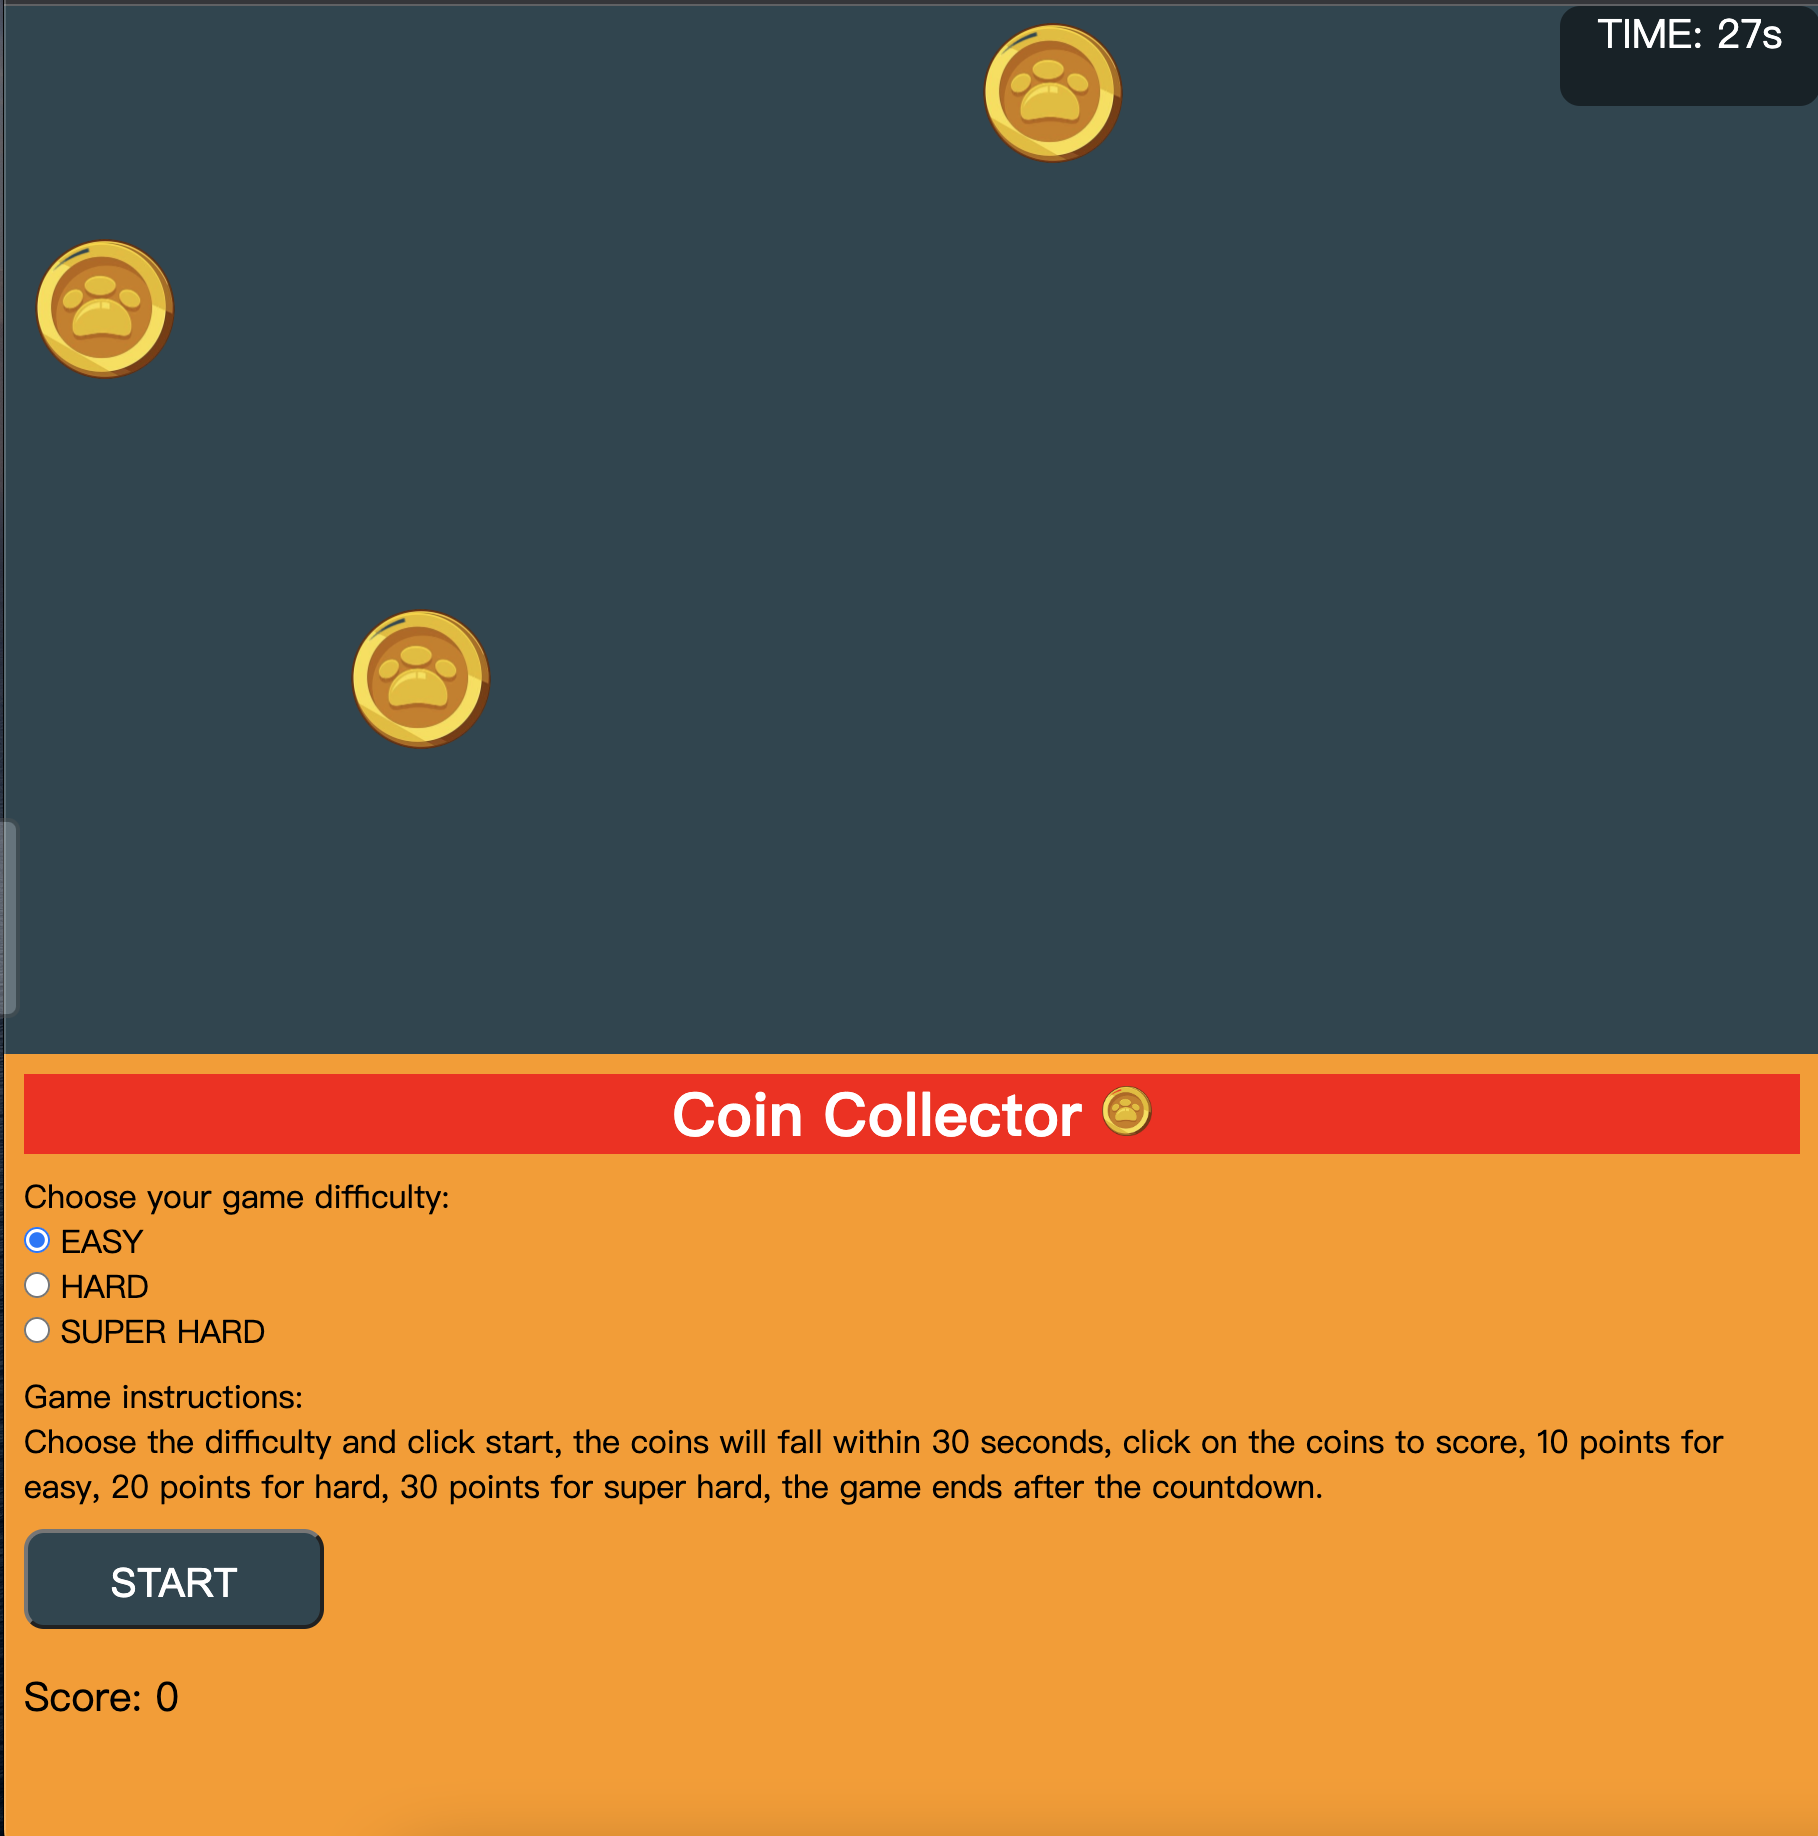 TIME: 27s
Coin Collector
Choose your game difficulty:
EASY
HARD
SUPER HARD
Game instructions:
Choose the difficulty and click start, the coins will fall within 30 seconds, click on the coins to score, 10 points for
easy, 20 points for hard, 30 points for super hard, the game ends after the countdown.
START
Score: 0